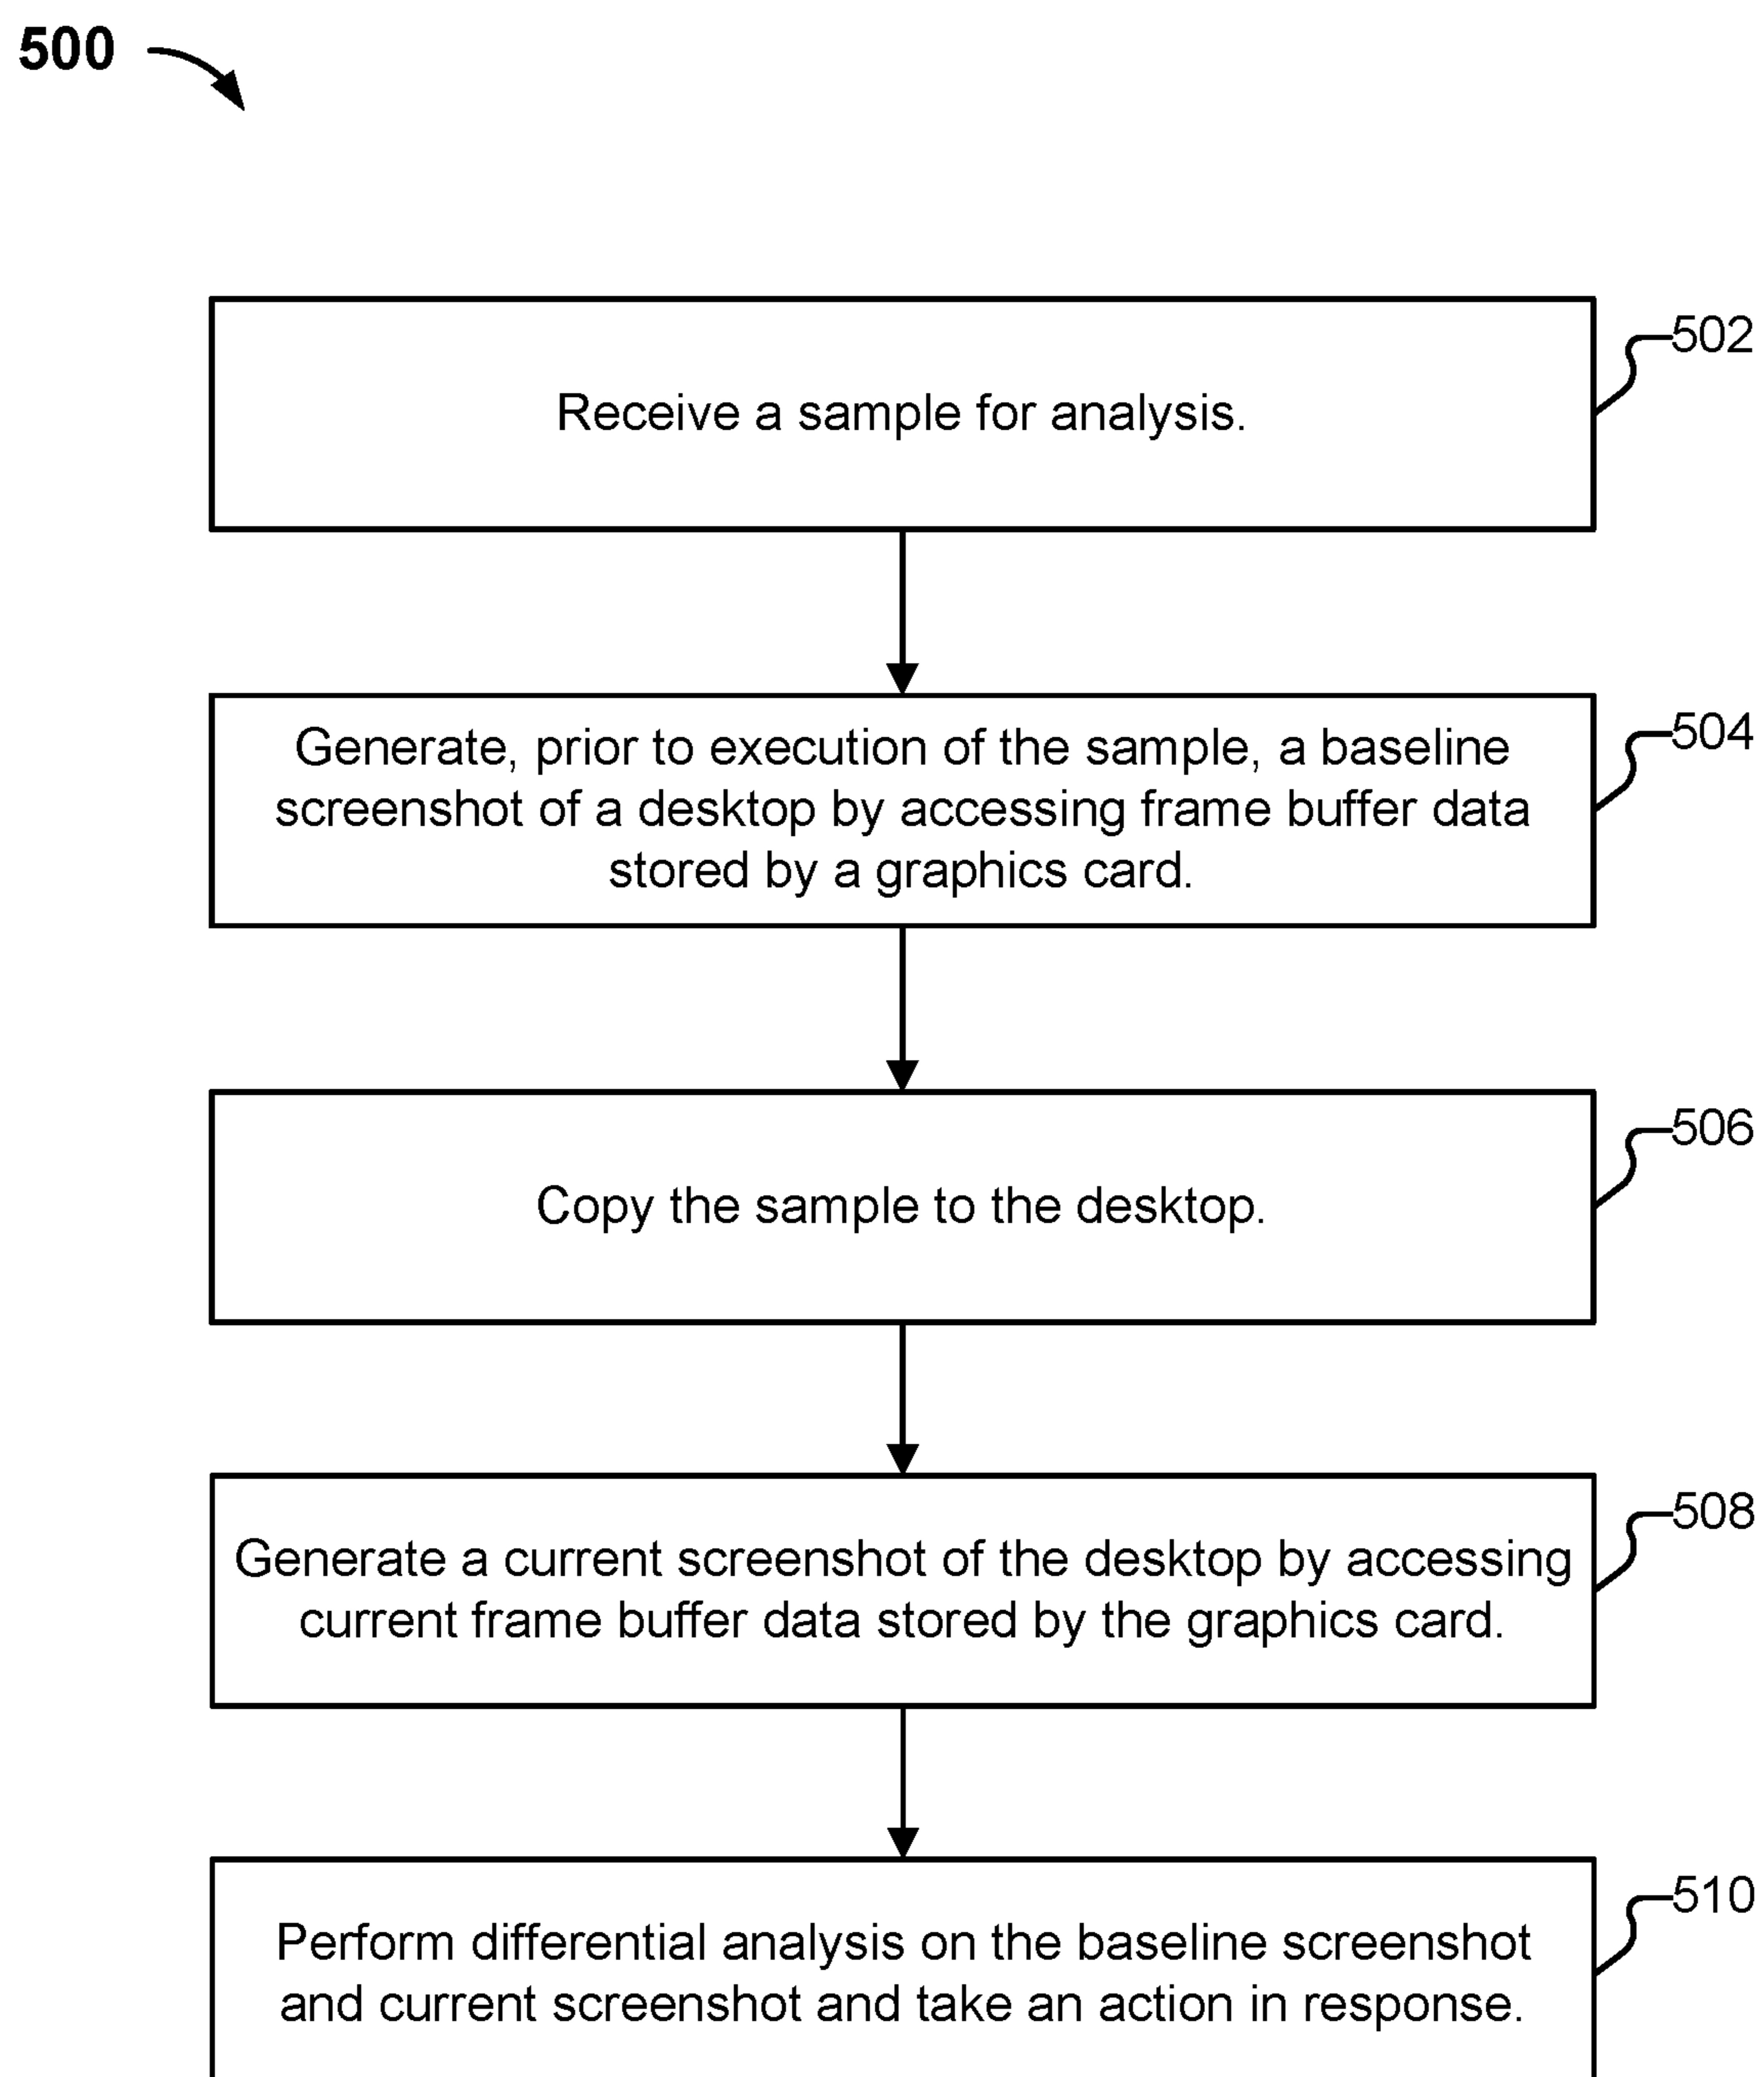 500
Receive a sample for analysis.
502
Generate, prior to execution of the sample, a baseline
screenshot of a desktop by accessing frame buffer data
stored by a graphics card.
504
Copy the sample to the desktop.
506
Generate a current screenshot of the desktop by accessing
current frame buffer data stored by the graphics card.
508
Perform differential analysis on the baseline screenshot
and current screenshot and take an action in response.
510